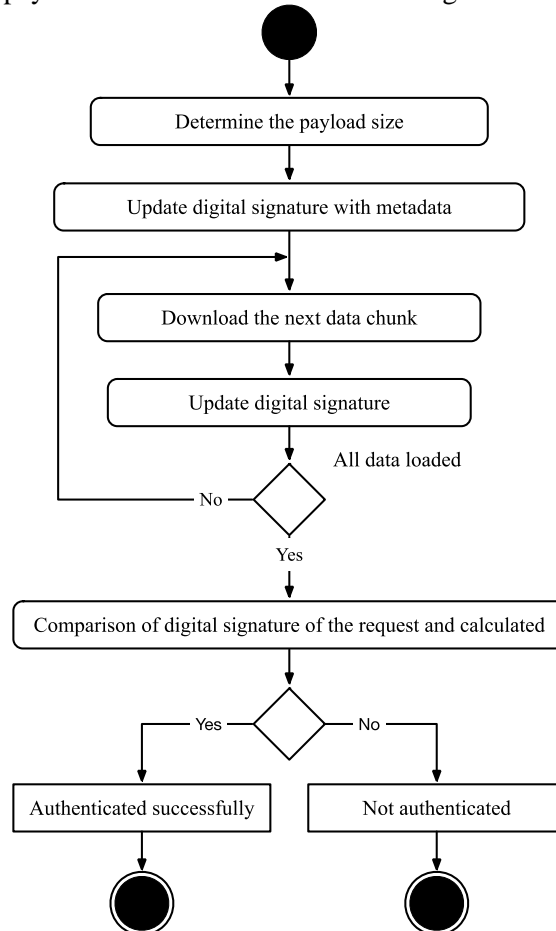 Determine the payload size
Update digital signature with metadata
Download the next data chunk
Update digital signature
All data loaded
No
Yes
Comparison of digital signature of the request and calculated
Yes
No
Authenticated successfully
Not authenticated